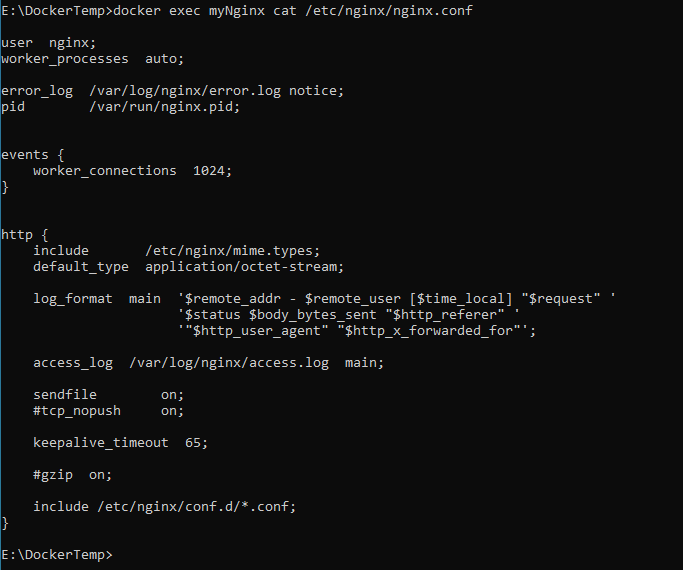 E:\DockerTemp>docker exec myNginx cat /etc/nginx/nginx.conf
user  nginx;
worker_processes  auto;
error_log  /var/log/nginx/error.log notice;
pid        /var/run/nginx.pid;
events {
    worker_connections  1024;
}
http {
    include       /etc/nginx/mime.types;
    default_type  application/octet-stream;
    log_format  main  '$remote_addr - $remote_user [$time_local] "$request" '
                      '$status $body_bytes_sent "$http_referer" '
                      '"$http_user_agent" "$http_x_forwarded_for"';
    access_log  /var/log/nginx/access.log  main;
    sendfile        on;
    #tcp_nopush     on;
    keepalive_timeout  65;
    #gzip  on;
    include /etc/nginx/conf.d/*.conf;
}
E:\DockerTemp>